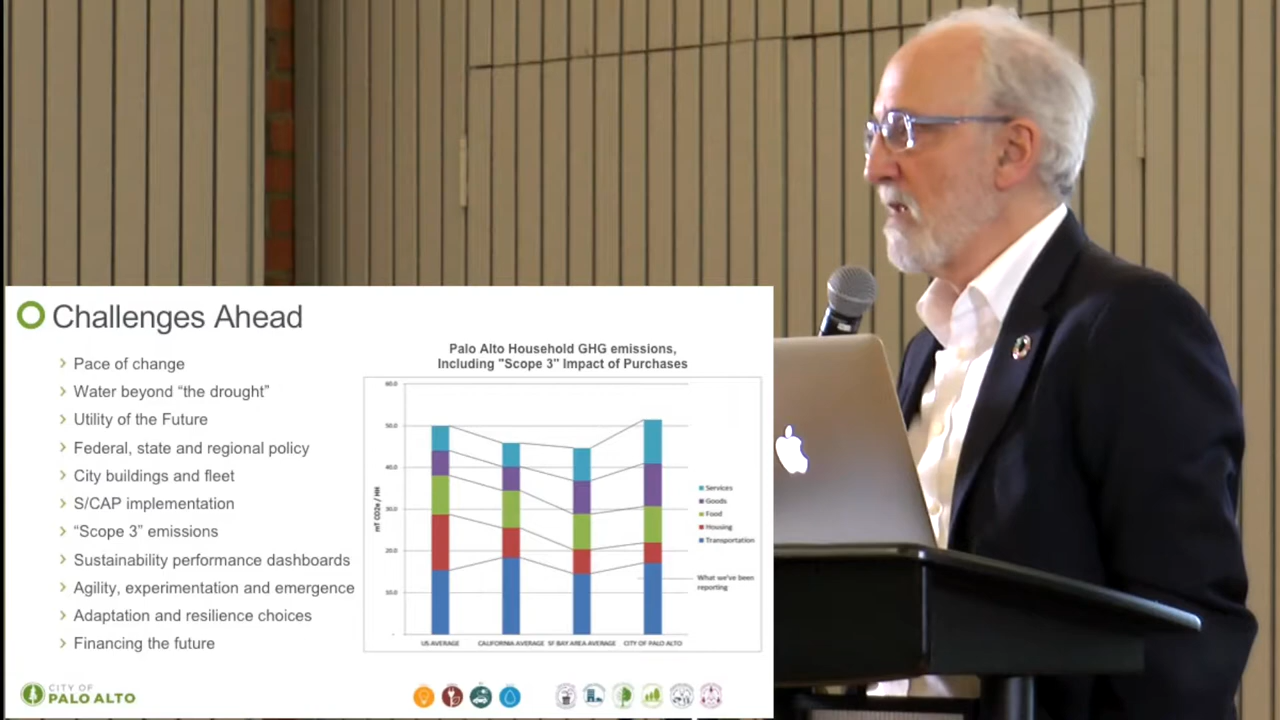 Challenges Ahead
Pace of change
Water beyond “the drought”
Utility of the Future
Federal, state and regional policy
City buildings and fleet
S/CAP implementation
“Scope 3” emissions
Sustainability performance dashboards
Agility, experimentation and emergence
Adaptation and resilience choices
Financing the future
Palo Alto Household GHG emissions,
Including "Scope 3" Impact of Purchases
60.0
50.0
40.0
30.0
20.0
10.0
-
mT CO2e / HH
US AVERAGE
CALIFORNIA AVERAGE
SF BAY AREA AVERAGE
CITY OF PALO ALTO
Services
Goods
Food
Housing
Transportation
What we've been
reporting
CITY OF
PALO ALTO